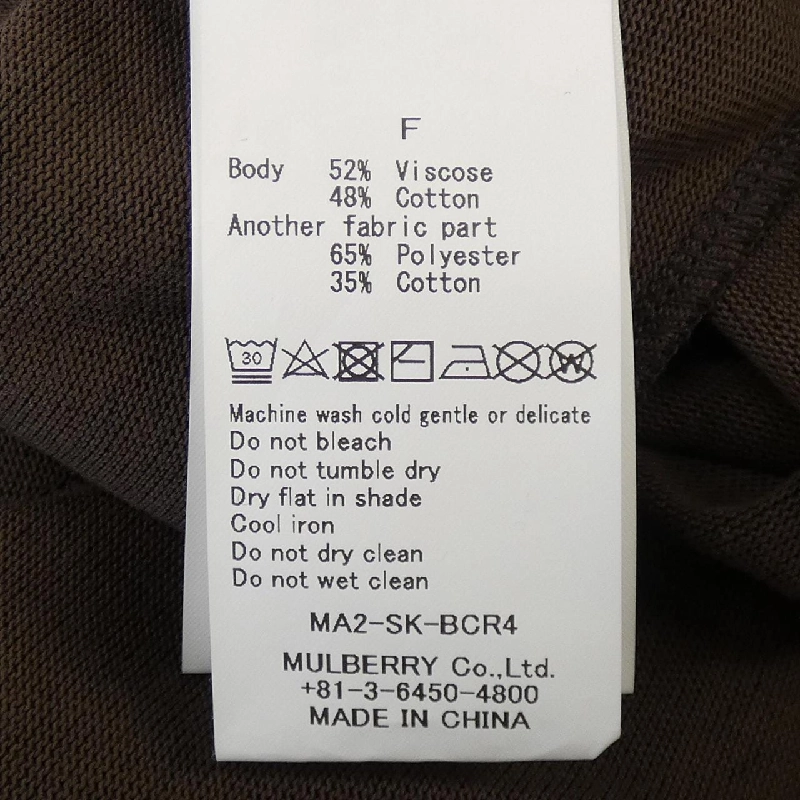 F
Body 52% Viscose
48% Cotton
Another fabric part
65% Polyester
35% Cotton
30 W
Machine wash cold gentle or delicate
Do not bleach
Do not tumble dry
Dry flat in shade
Cool iron
Do not dry clean
Do not wet clean
MA2-SK-BCR4
MULBERRY Co.,Ltd.
+81-3-6450-4800
MADE IN CHINA